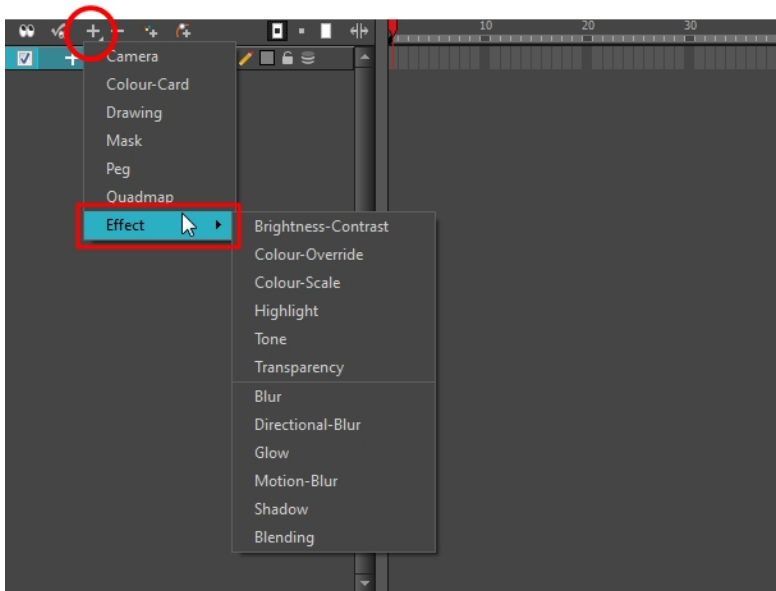 10 20 30
Camera
Colour-Card
Drawing
Mask
Peg
Quadmap
Effect
Brightness-Contrast
Colour-Override
Colour-Scale
Highlight
Tone
Transparency
Blur
Directional-Blur
Glow
Motion-Blur
Shadow
Blending